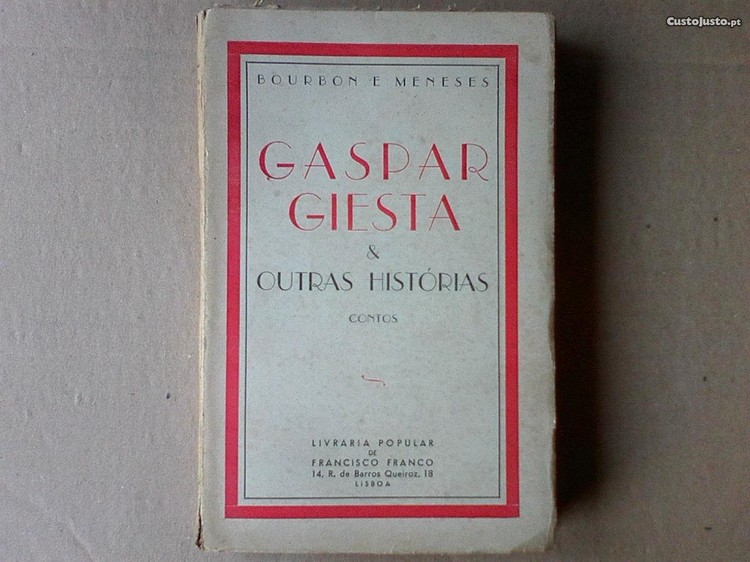 CustoJusto.pt
BOURBON E MENESES
GASPAR
GIESTA
&
OUTRAS HISTÓRIAS
CONTOS
LIVRARIA POPULAR
DE
FRANCISCO FRANCO
14, R. de Barros Queiroz, 18
LISBOA